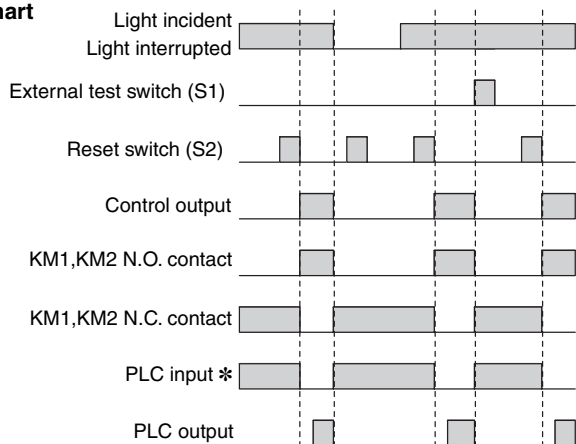 nart
Light incident
Light interrupted
External test switch (S1)
Reset switch (S2)
Control output
KM1,KM2 N.O. contact
KM1,KM2 N.C. contact
PLC input ✻
PLC output